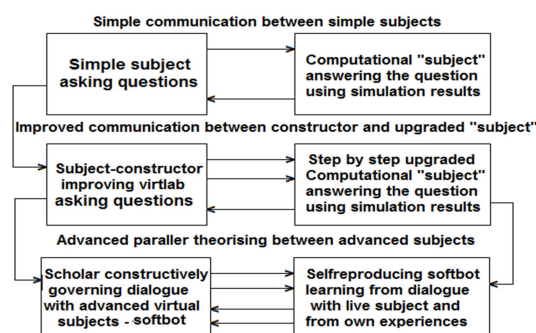 Simple communication between simple subjects
Simple subject
asking questions
Computational "subject"
answering the question
using simulation results
Improved communication between constructor and upgraded "subject"
Subject-constructor
improving virtlab
asking questions
Step by step upgraded
Computational "subject"
answering the question
using simulation results
Advanced paraller theorising between advanced subjects
Scholar constructively
governing dialogue
with advanced virtual
subjects - softbot
Selfreproducing softbot
learning from dialogue
with live subject and
from own experiences